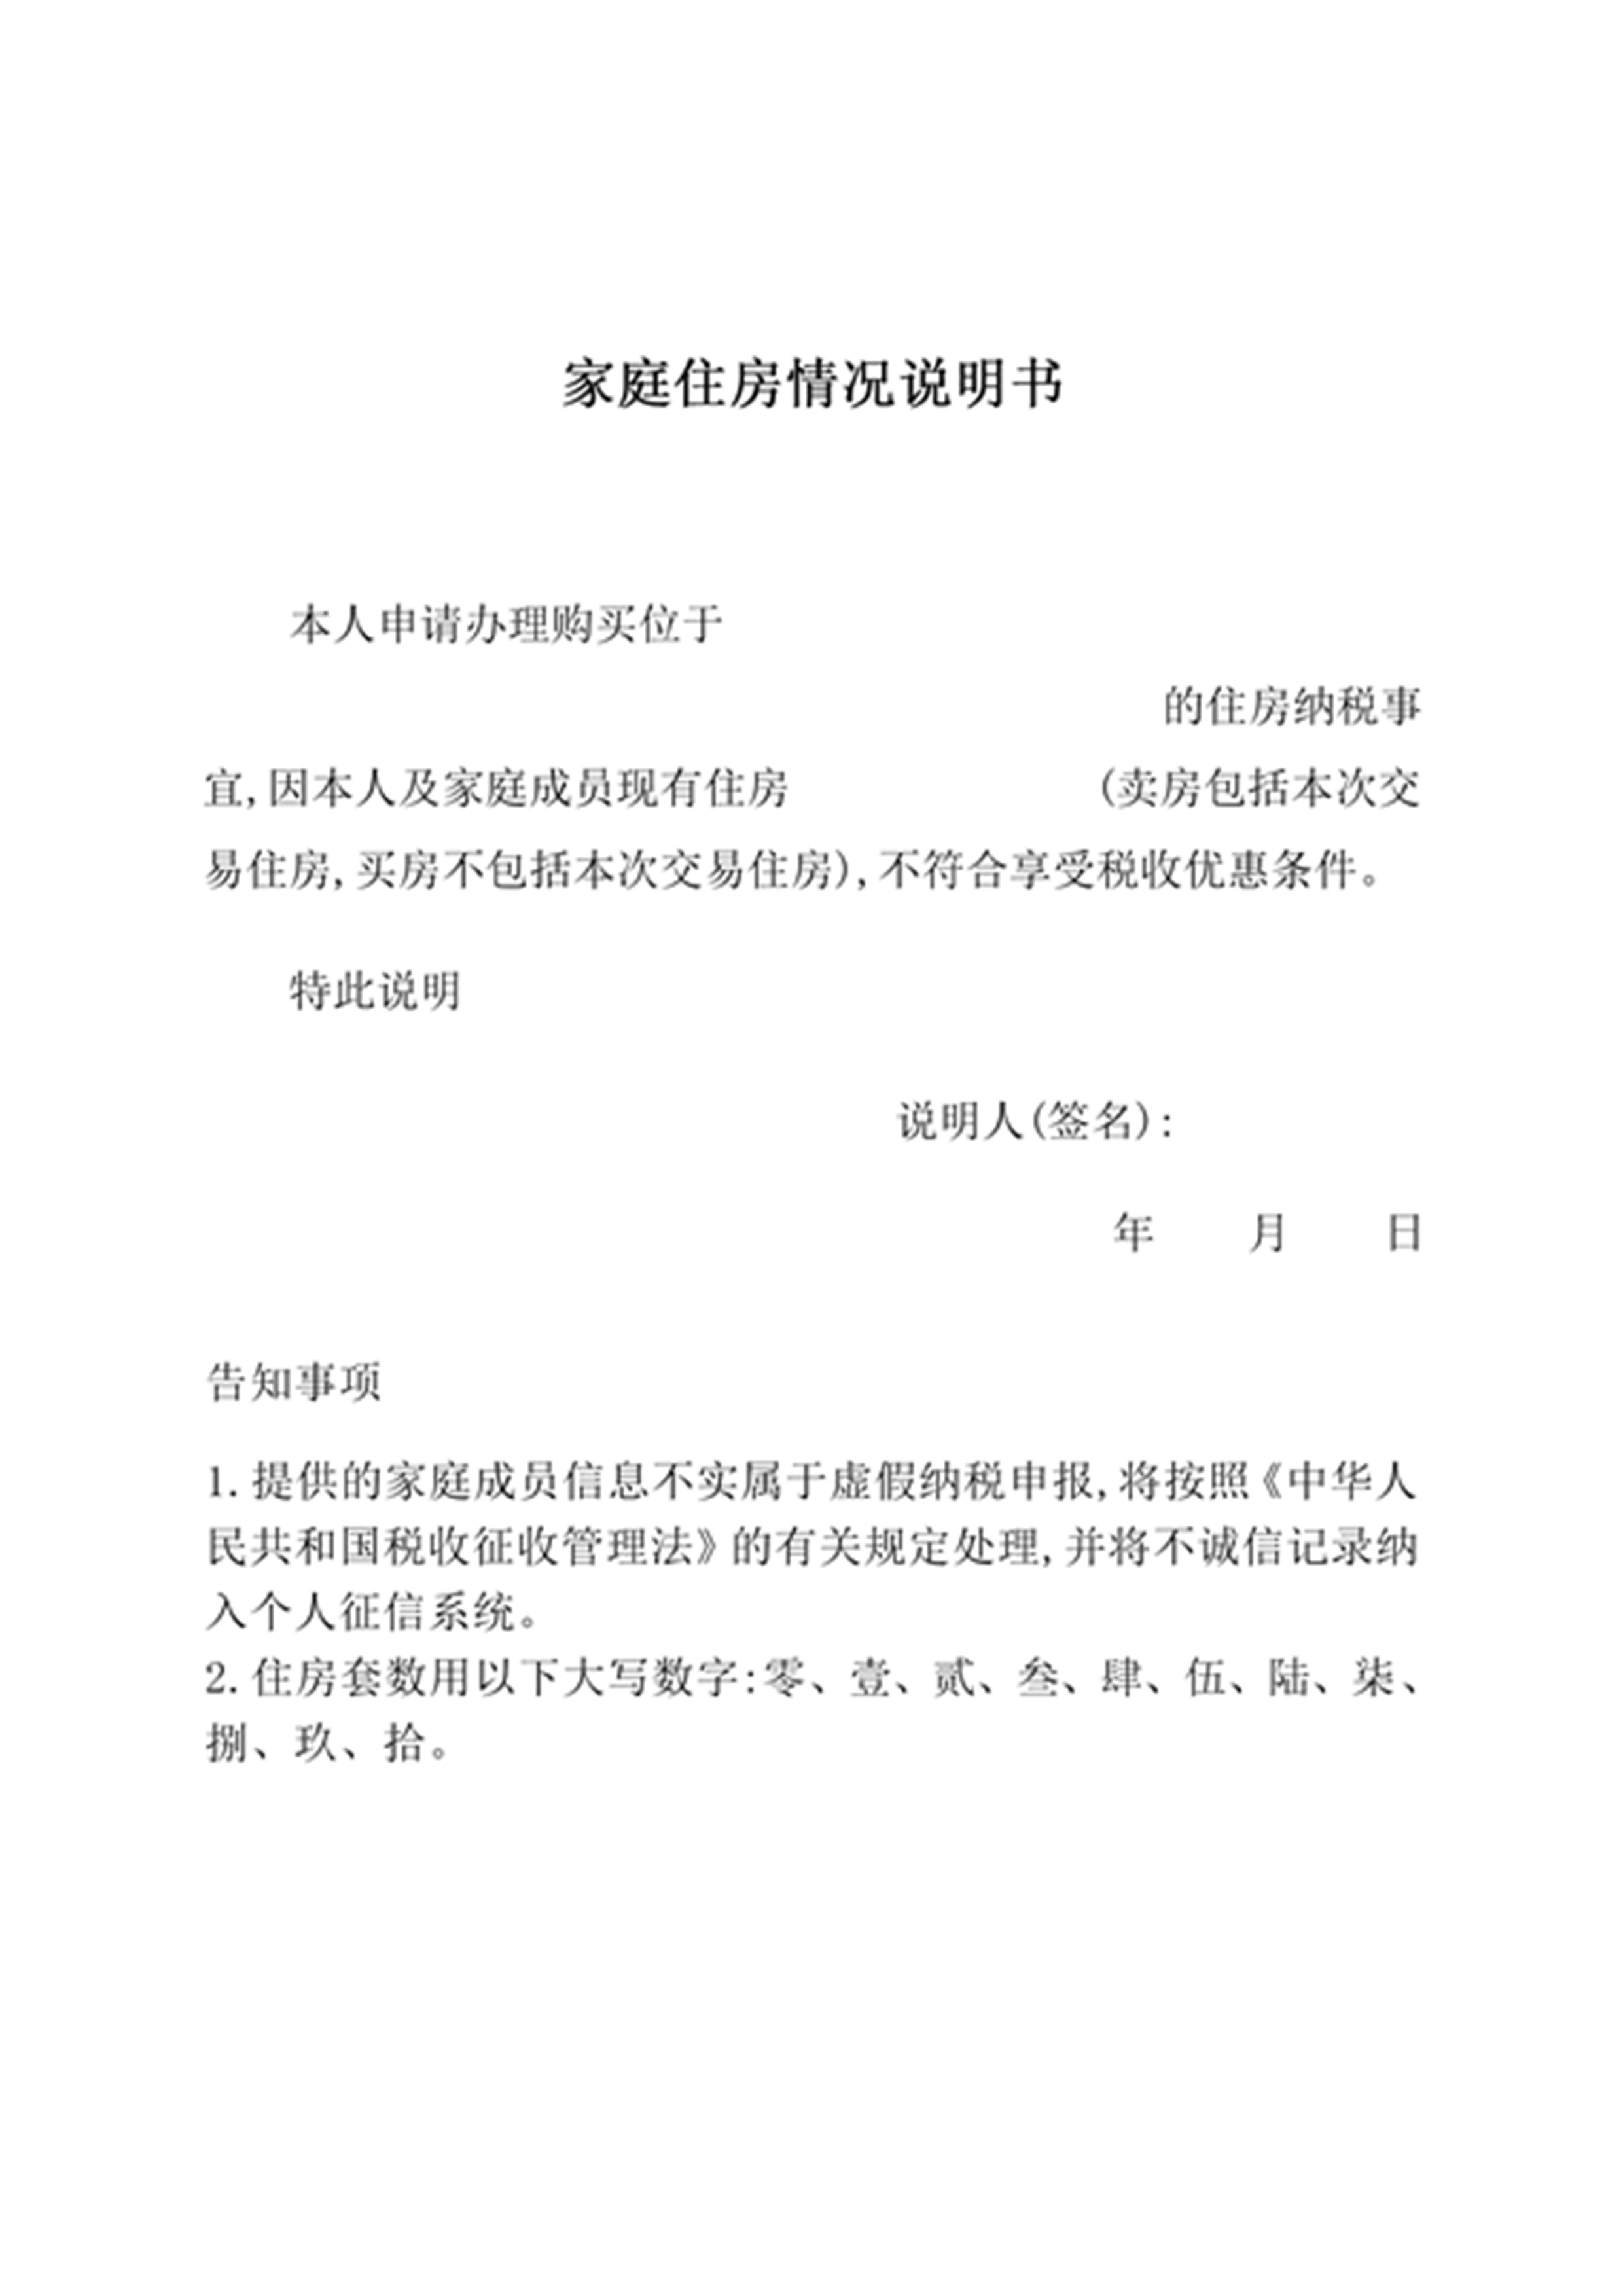 家庭住房情况说明书
本人申请办理购买位于
的住房纳税事
宜,因本人及家庭成员现有住房 (卖房包括本次交
易住房,买房不包括本次交易住房),不符合享受税收优惠条件。
特此说明
说明人(签名):
年 月 日
告知事项
1.提供的家庭成员信息不实属于虚假纳税申报,将按照《中华人
民共和国税收征收管理法》的有关规定处理,并将不诚信记录纳
入个人征信系统。
2.住房套数用以下大写数字:零、壹、贰、叁、肆、伍、陆、柒、
捌、玖、拾。